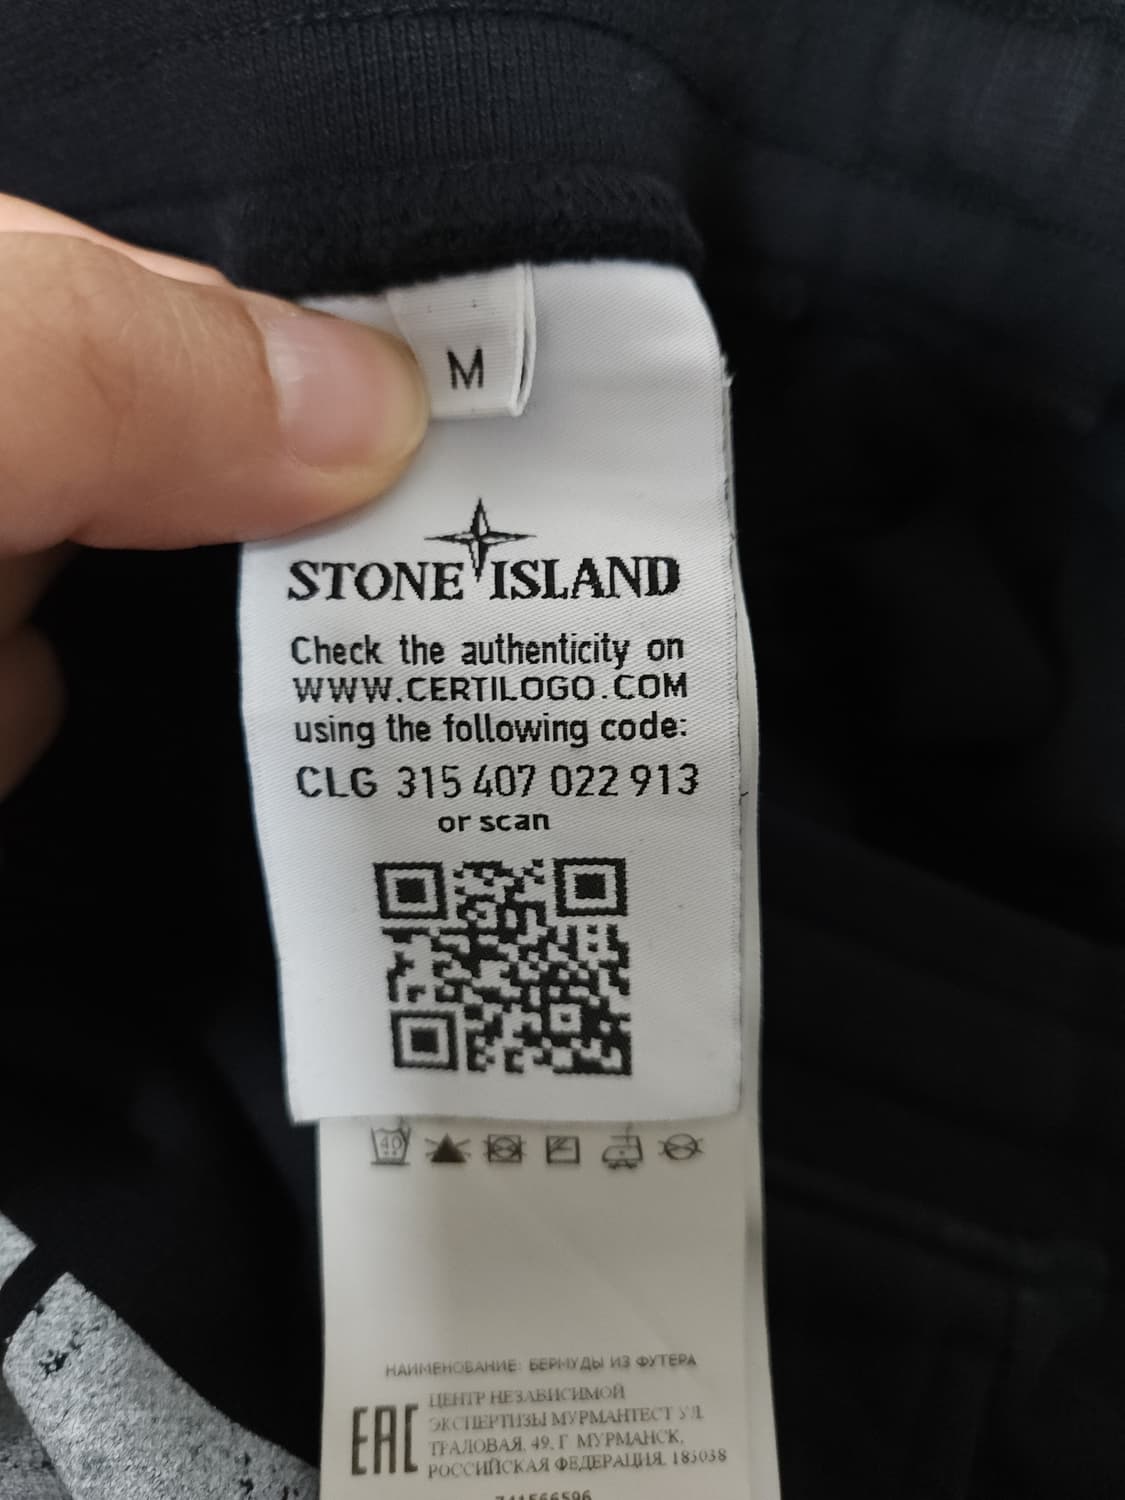 M
STONE ISLAND
Check the authenticity on
WWW.CERTILOGO.COM
using the following code:
CLG 315 407 022 913
or scan
40
НАИМЕНОВАНИЕ: БЕРМУДЫ ИЗ ФУТЕРА
EAC
ЦЕНТР НЕЗАВИСИМОЙ
ЭКСПЕРТИЗЫ МУРМАНТЕСТ УЛ.
ТРАЛОВАЯ, 49, Г. МУРМАНСК,
РОССИЙСКАЯ ФЕДЕРАЦИЯ, 183038